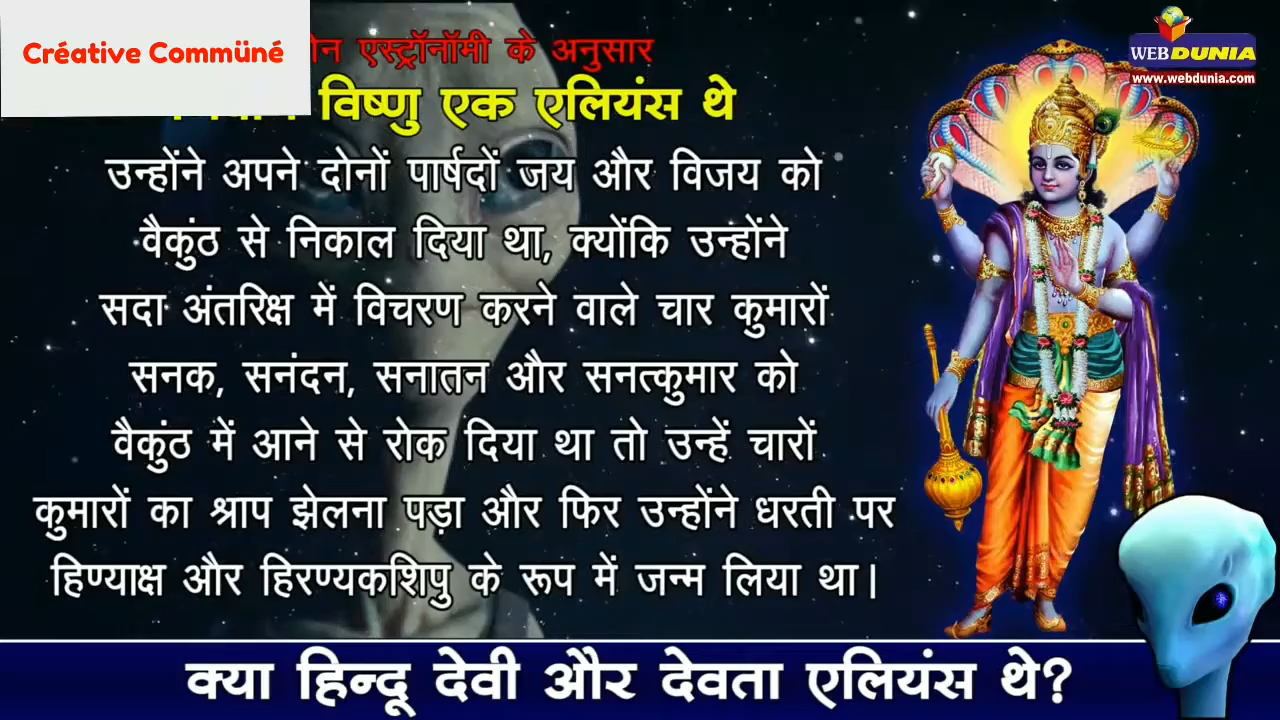 Créative Commüné
एस्ट्रॉनॉमी के अनुसार
विष्णु एक एलियंस थे
WEBDUNIA
www.webdunia.com
उन्होंने अपने दोनों पार्षदों जय और विजय को
वैकुंठ से निकाल दिया था, क्योंकि उन्होंने
सदा अंतरिक्ष में विचरण करने वाले चार कुमारों
सनक, सनंदन, सनातन और सनत्कुमार को
वैकुंठ में आने से रोक दिया था तो उन्हें चारों
कुमारों का श्राप झेलना पड़ा और फिर उन्होंने धरती पर
हिण्याक्ष और हिरण्यकशिपु के रूप में जन्म लिया था।
क्या हिन्दू देवी और देवता एलियंस थे?